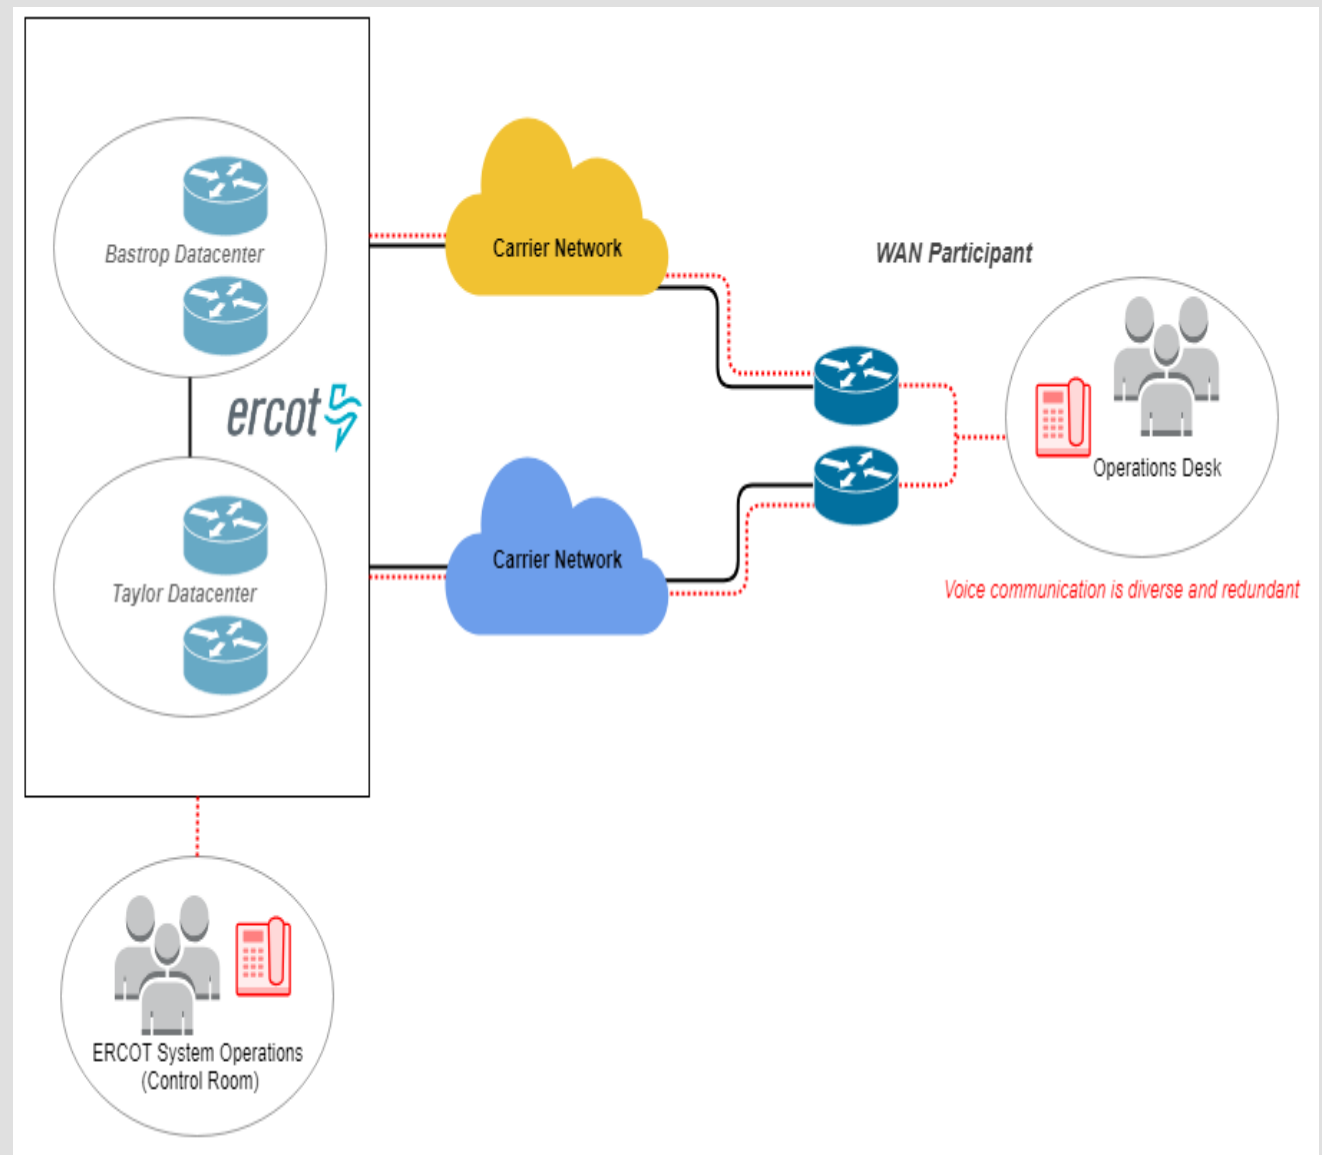 Bastrop Datacenter
ercot
Taylor Datacenter
Carrier Network
Carrier Network
WAN Participant
Operations Desk
Voice communication is diverse and redundant
ERCOT System Operations
(Control Room)